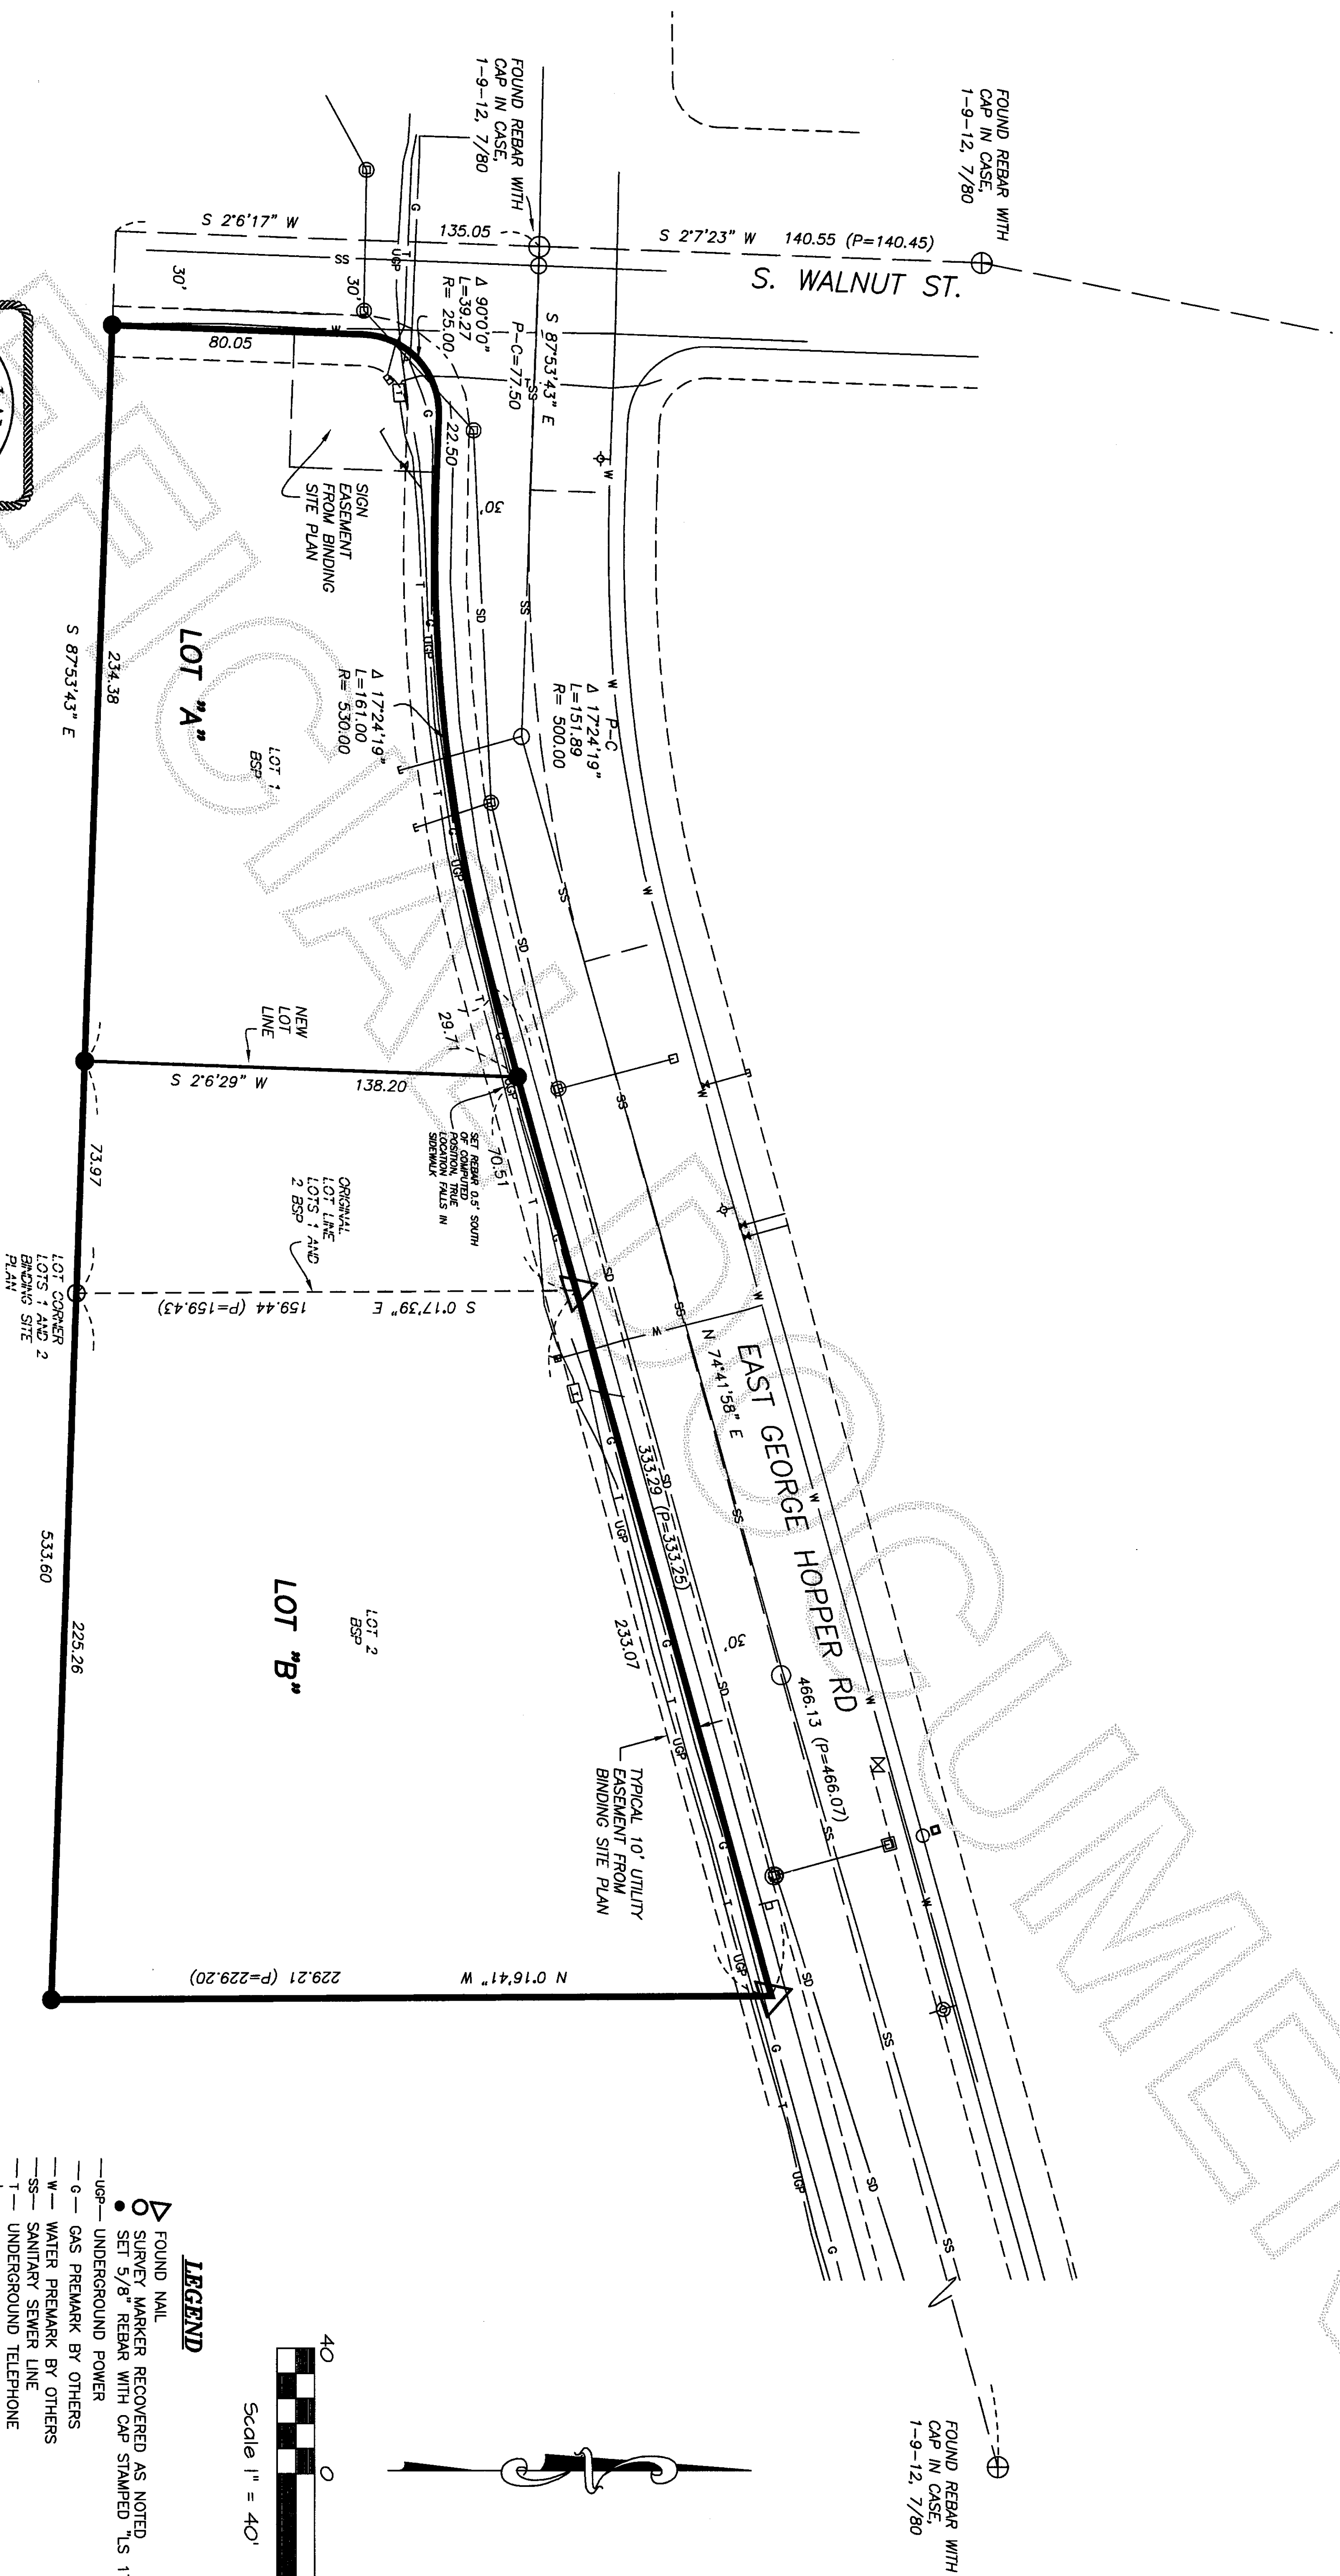 FOUND REBAR WITH
CAP IN CASE,
1-9-12, 7/80
FOUND REBAR WITH
CAP IN CASE,
1-9-12, 7/80
S 2°6'17" W
135.05
S 2°7'23" W 140.55 (P=140.45)
S. WALNUT ST.
30'
30'
80.05
Δ 90°0'0"
L=39.27
R= 25.00
S 87°53'43" E
P-C=77.50
22.50
30'
SIGN
EASEMENT
FROM BINDING
SITE PLAN
LOT "A"
LOT 1
BSP
234.38
S 87°53'43" E
Δ 17°24'19"
L=161.00
R= 530.00
P-C
Δ 17°24'19"
L=151.89
R= 500.00
NEW
LOT
LINE
S 2°6'29" W
138.20
29.71
70.51
SET REBAR 0.5' SOUTH
OF COMPUTED
POSITION, TRUE
LOCATION FALLS IN
SIDEWALK
73.97
ORIGINAL
LOT LINE
LOTS 1 AND
2 BSP
LOT CORNER
LOTS 1 AND 2
BINDING SITE
PLAN
S 0°17'39" E
159.44 (P=159.43)
N 74°41'58" E
EAST GEORGE HOPPER RD
333.29 (P=333.25)
466.13 (P=466.07)
30'
233.07
LOT "B"
LOT 2
BSP
533.60
225.26
TYPICAL 10' UTILITY
EASEMENT FROM
BINDING SITE PLAN
N 0°16'41" W
229.21 (P=229.20)
FOUND REBAR WITH
CAP IN CASE,
1-9-12, 7/80
LEGEND
FOUND NAIL
SURVEY MARKER RECOVERED AS NOTED
SET 5/8" REBAR WITH CAP STAMPED "LS
UGP UNDERGROUND POWER
G GAS PREMARK BY OTHERS
W WATER PREMARK BY OTHERS
SS SANITARY SEWER LINE
T UNDERGROUND TELEPHONE
40 0
Scale 1" = 40'